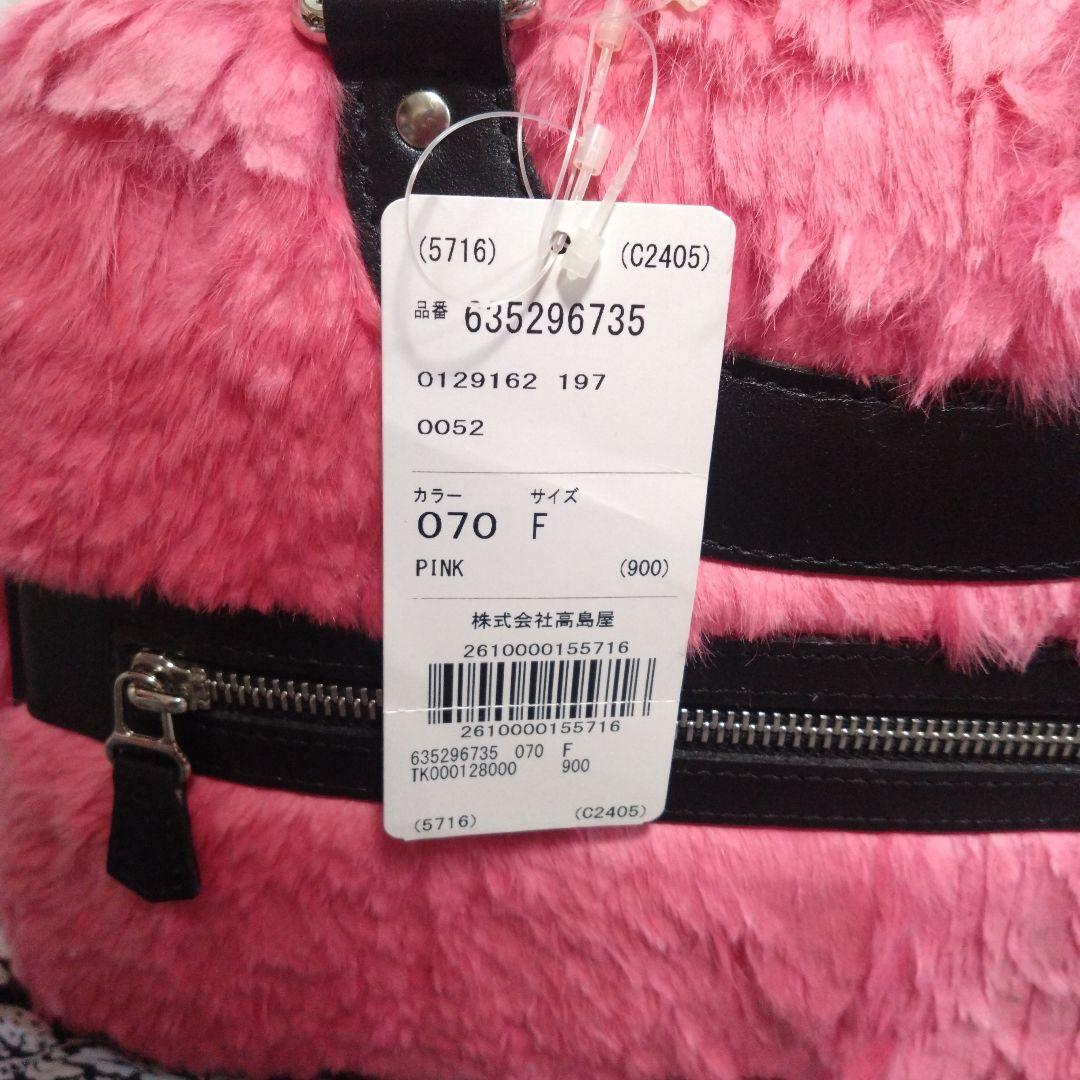 (5716) (C2405)
品番 635296735
0129162 197
0052
カラー サイズ
070 F
PINK (900)
株式会社高島屋
2610000155716
2610000155716
635296735 070 F
TK000128000 900
(5716) (C2405)